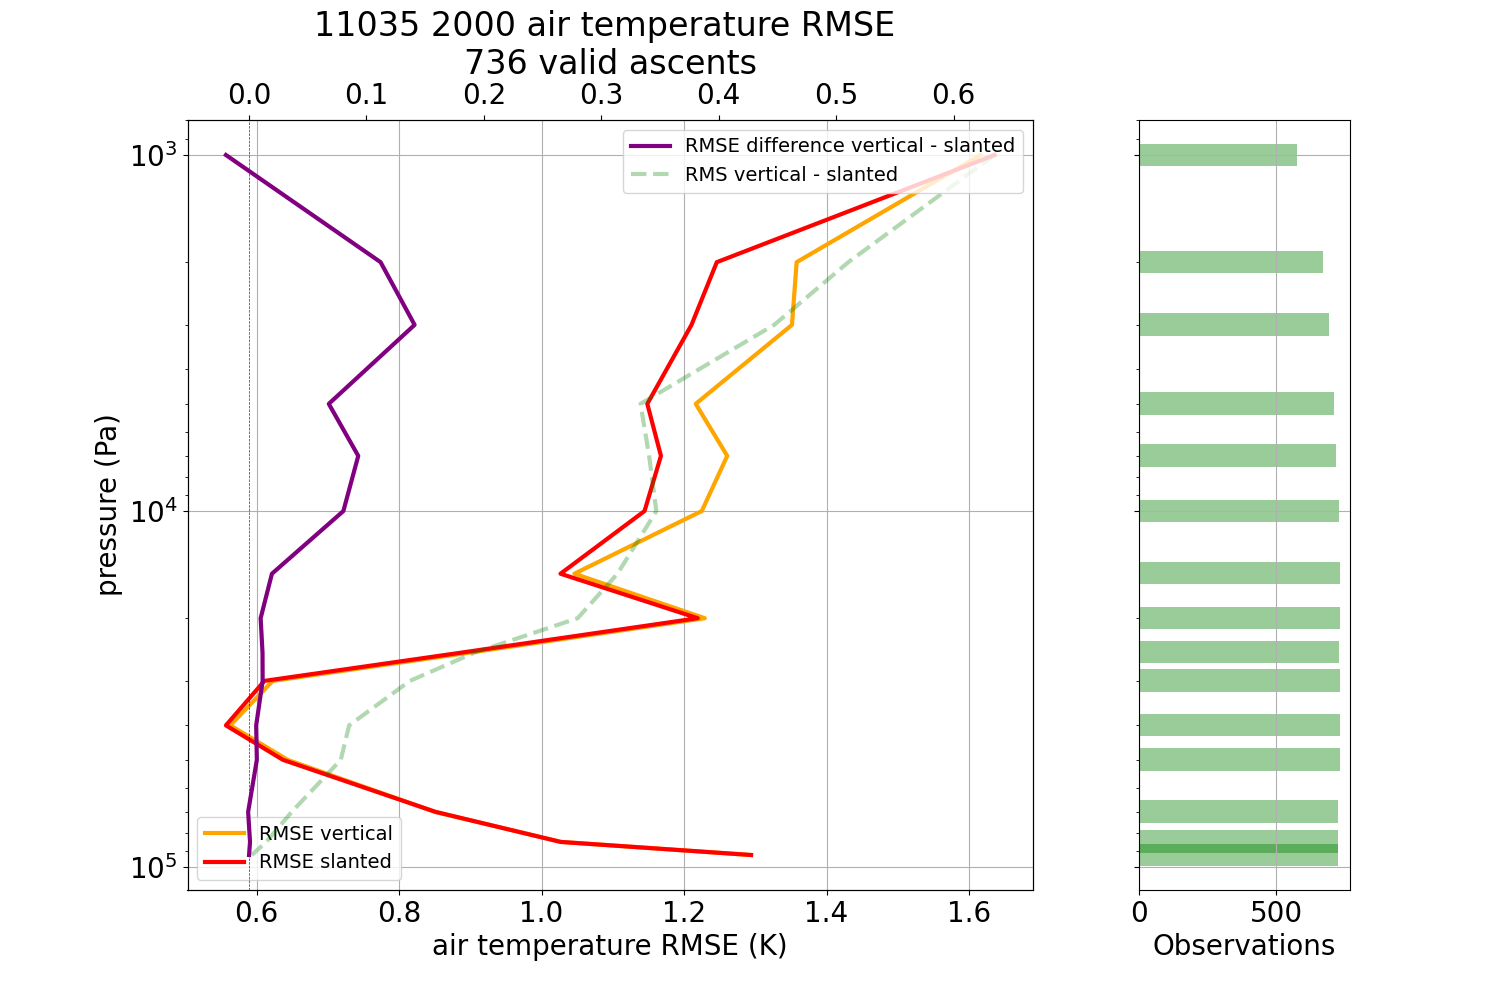 11035 2000 air temperature RMSE
736 valid ascents
0.0 0.1 0.2 0.3 0.4 0.5 0.6
RMSE difference vertical - slanted
RMS vertical - slanted
10³
10⁴
10⁵
pressure (Pa)
RMSE vertical
RMSE slanted
0.6 0.8 1.0 1.2 1.4 1.6
air temperature RMSE (K)
0 500
Observations